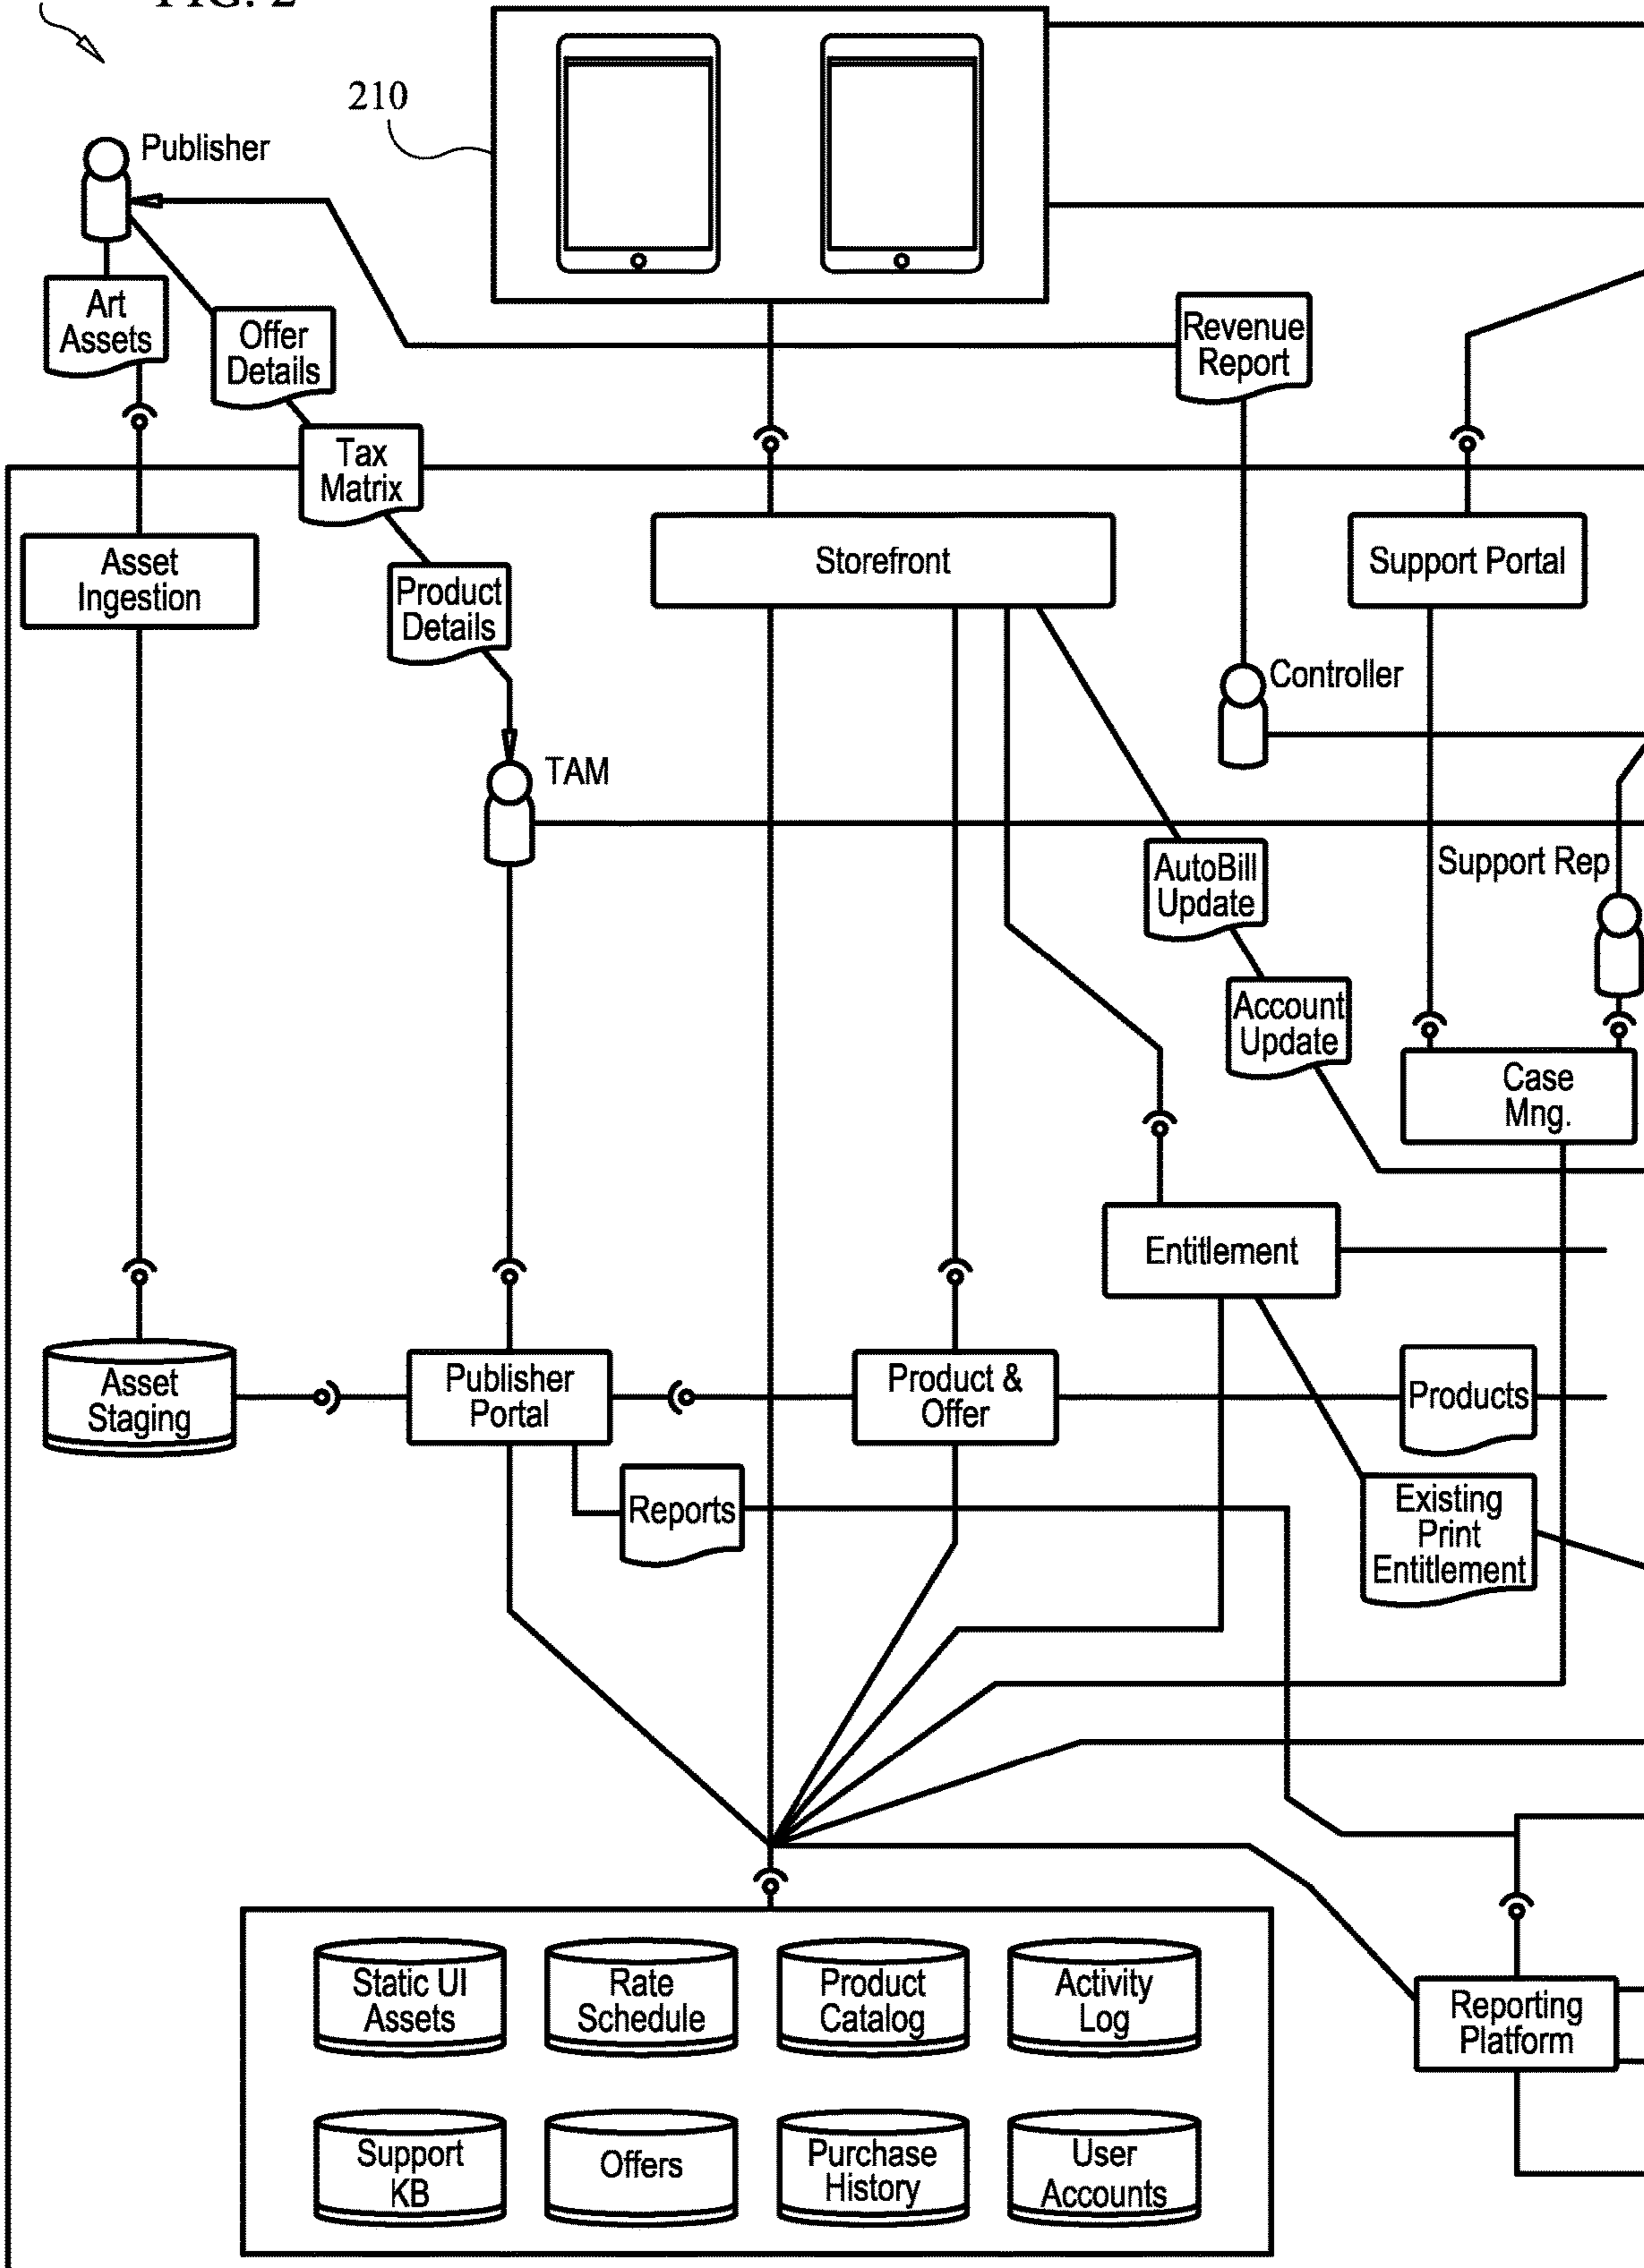 FIG. 2
210
Publisher
Art
Assets
Offer
Details
Revenue
Report
Tax
Matrix
Asset
Ingestion
Storefront
Support Portal
Product
Details
Controller
TAM
AutoBill
Update
Support Rep
Account
Update
Case
Mng.
Entitlement
Asset
Staging
Publisher
Portal
Product &
Offer
Products
Reports
Existing
Print
Entitlement
Static UI
Assets
Rate
Schedule
Product
Catalog
Activity
Log
Reporting
Platform
Support
KB
Offers
Purchase
History
User
Accounts